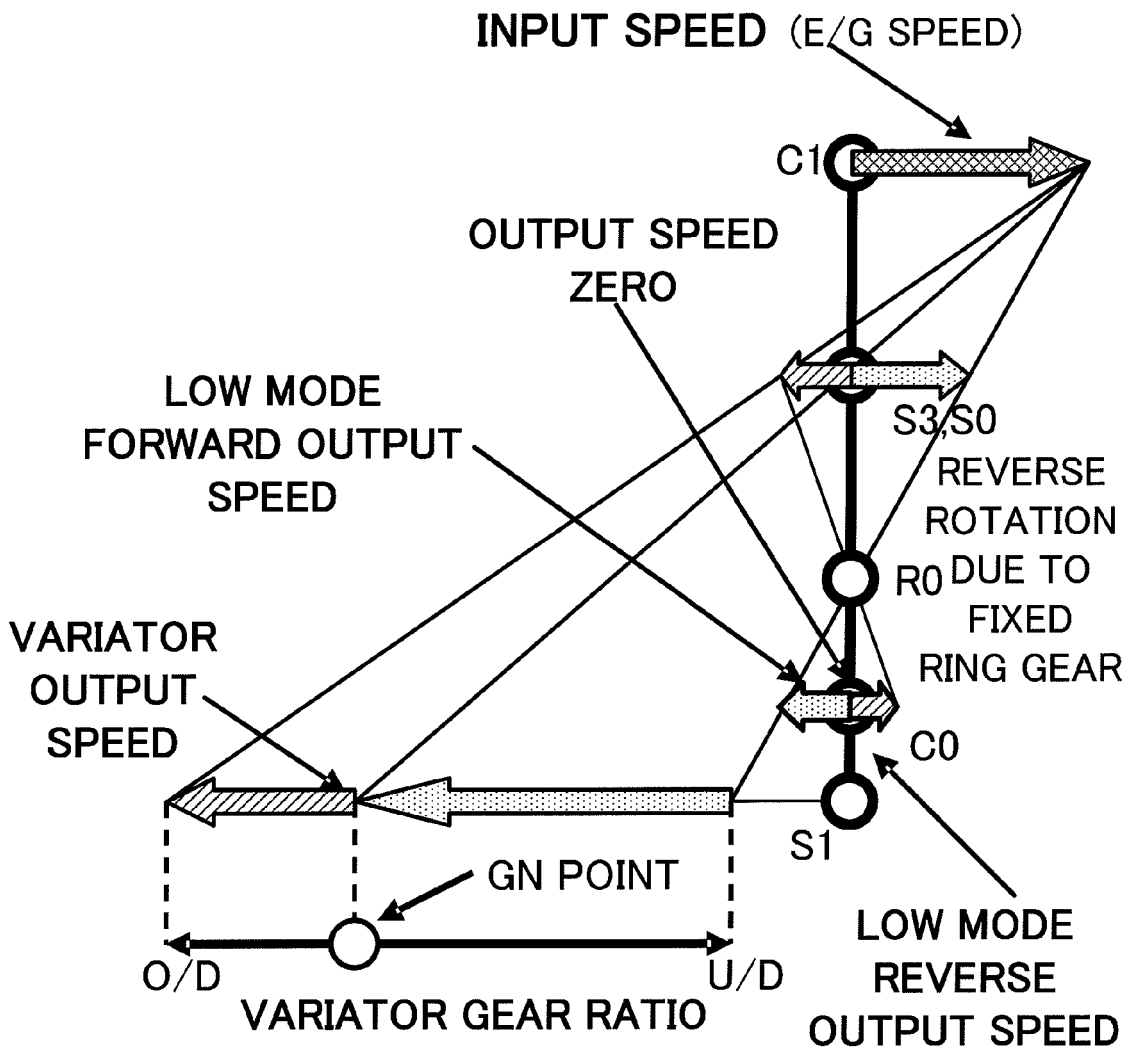 INPUT SPEED (E/G SPEED)
C1
OUTPUT SPEED
ZERO
LOW MODE
FORWARD OUTPUT
SPEED
S3,S0
REVERSE
ROTATION
R0 DUE TO
FIXED
RING GEAR
VARIATOR
OUTPUT
SPEED
C0
S1
GN POINT
O/D
U/D
VARIATOR GEAR RATIO
LOW MODE
REVERSE
OUTPUT SPEED